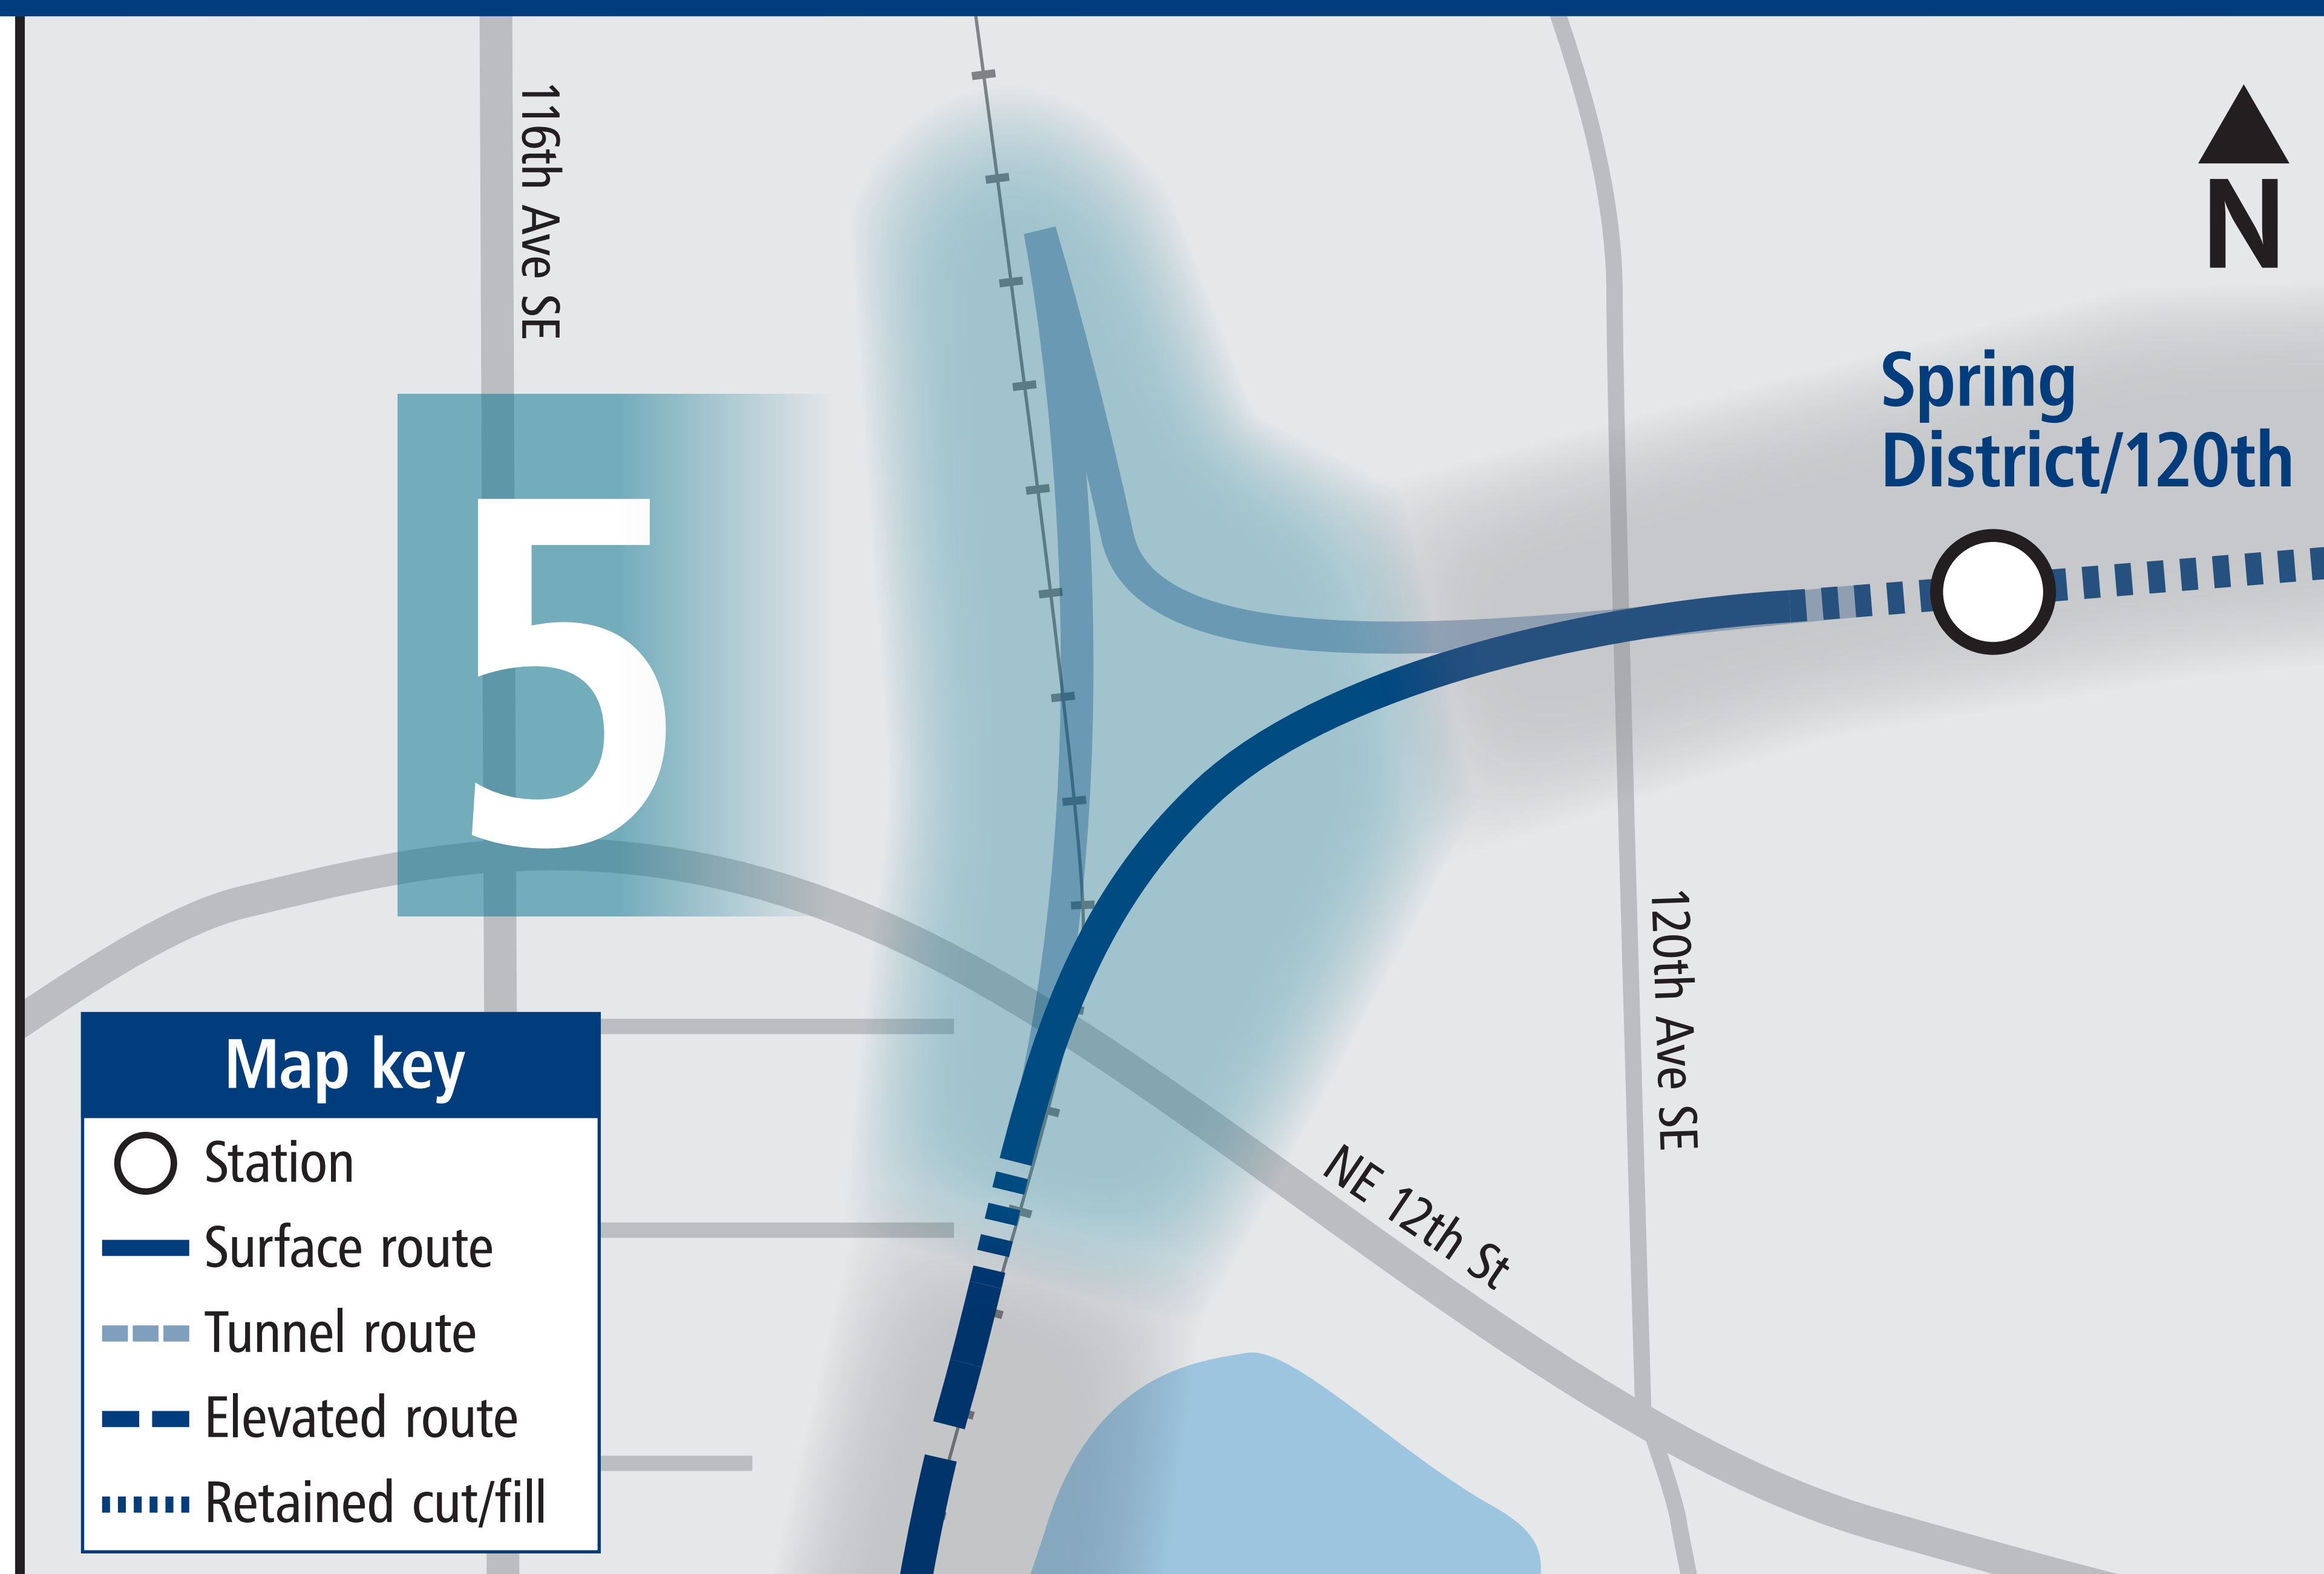 116th Ave SE
N
Spring
District/120th
5
120th Ave SE
NE 12th St
Map key
Station
Surface route
Tunnel route
Elevated route
Retained cut/fill